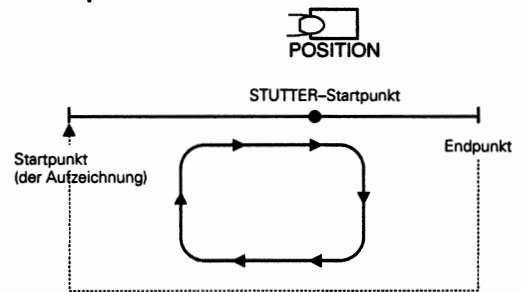 POSITION
STUTTER–Startpunkt
Startpunkt
(der Aufzeichnung)
Endpunkt